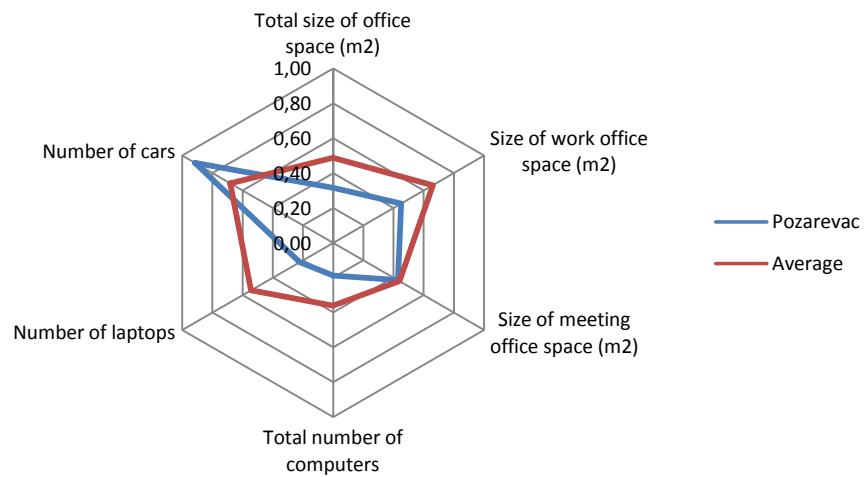 Total size of office
space (m2)
1,00
0,80
0,60
0,40
0,20
0,00
Size of work office
space (m2)
Size of meeting
office space (m2)
Total number of
computers
Number of laptops
Number of cars
Pozarevac
Average